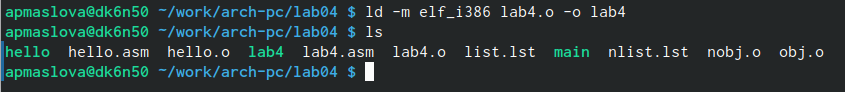 apmaslova@dk6n50 ~/work/arch-pc/lab04 $ ld -m elf_i386 lab4.o -o lab4
apmaslova@dk6n50 ~/work/arch-pc/lab04 $ ls
hello  hello.asm  hello.o  lab4  lab4.asm  lab4.o  list.lst  main  nlist.lst  nobj.o  obj.o
apmaslova@dk6n50 ~/work/arch-pc/lab04 $